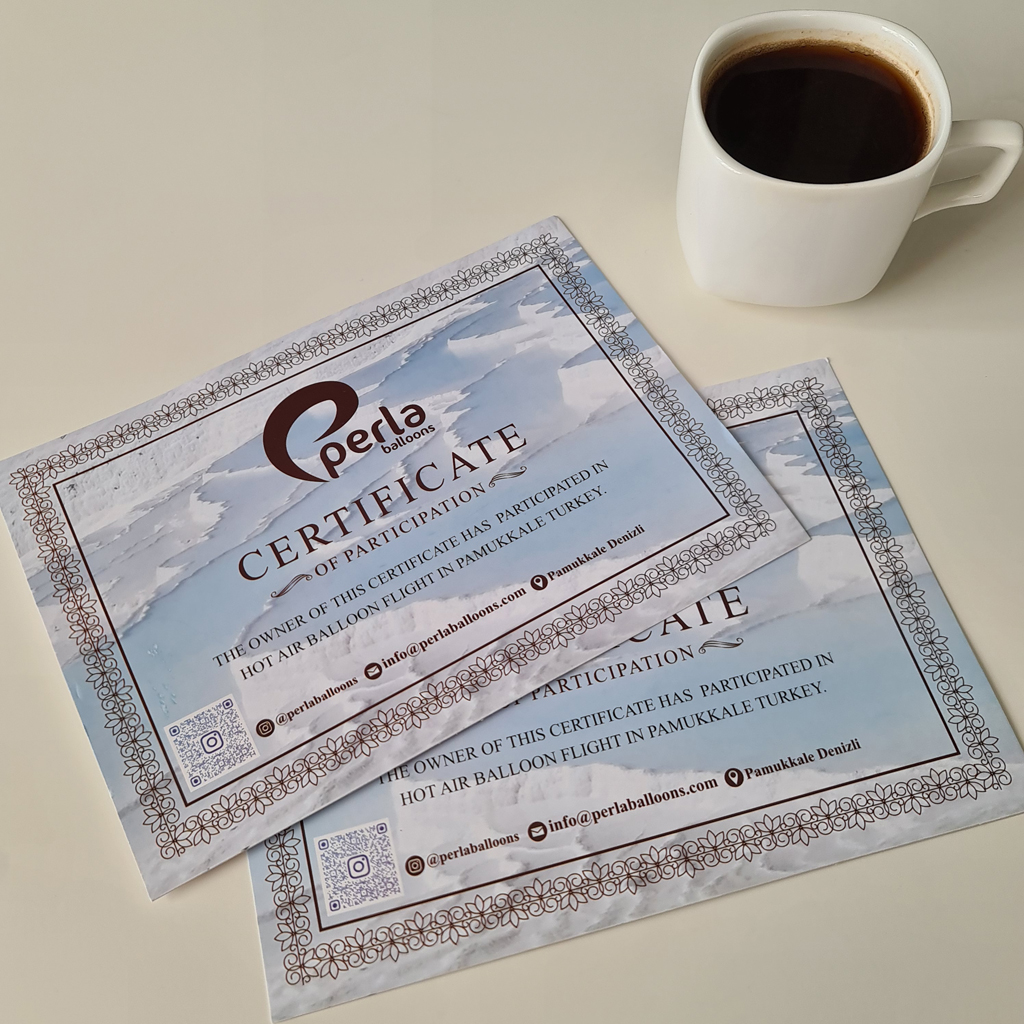 perla
balloons
CERTIFICATE
OF PARTICIPATION
THE OWNER OF THIS CERTIFICATE HAS PARTICIPATED IN
HOT AIR BALLOON FLIGHT IN PAMUKKALE TURKEY.
@perlaballoons info@perlaballoons.com Pamukkale Denizli
CATE
PARTICIPATION
THE OWNER OF THIS CERTIFICATE HAS PARTICIPATED IN
HOT AIR BALLOON FLIGHT IN PAMUKKALE TURKEY.
@perlaballoons info@perlaballoons.com Pamukkale Denizli